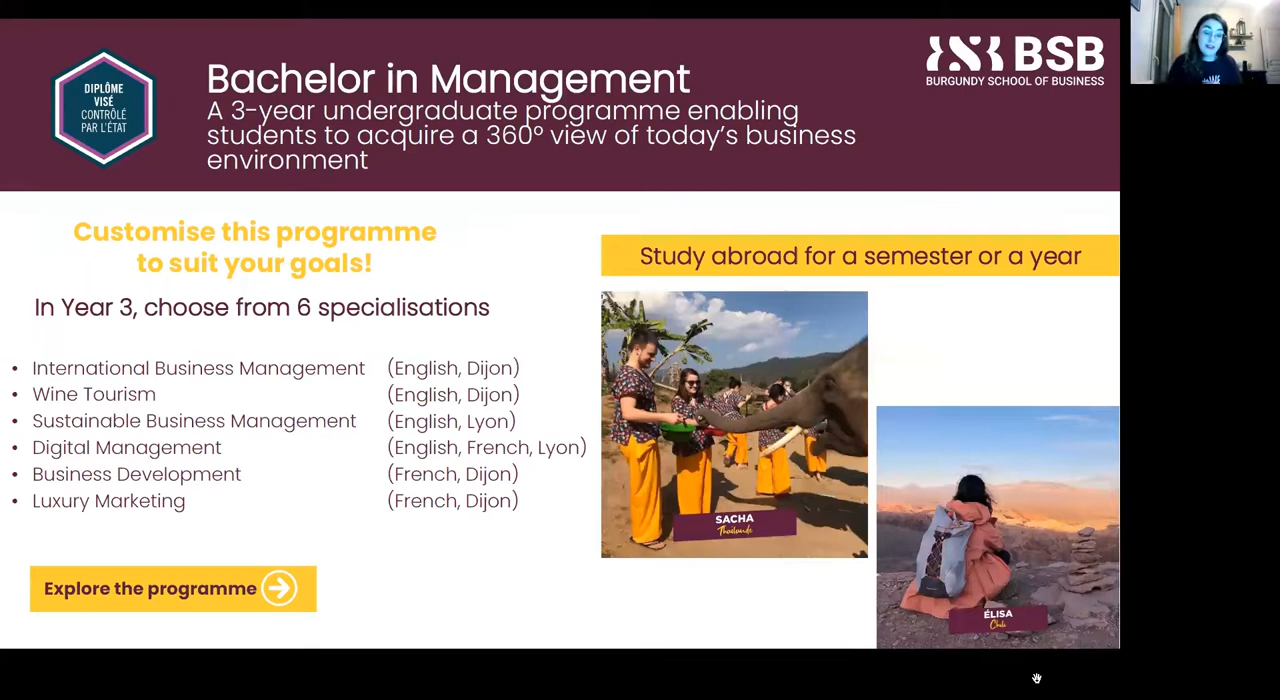 DIPLÔME
VISÉ
CONTRÔLÉ
PAR L'ÉTAT
Bachelor in Management
A 3-year undergraduate programme enabling
students to acquire a 360° view of today's business
environment
BSB
BURGUNDY SCHOOL OF BUSINESS
Customise this programme
to suit your goals!
In Year 3, choose from 6 specialisations
• International Business Management (English, Dijon)
• Wine Tourism (English, Dijon)
• Sustainable Business Management (English, Lyon)
• Digital Management (English, French, Lyon)
• Business Development (French, Dijon)
• Luxury Marketing (French, Dijon)
Explore the programme
Study abroad for a semester or a year
SACHA
Thaïlande
ÉLISA
Chili